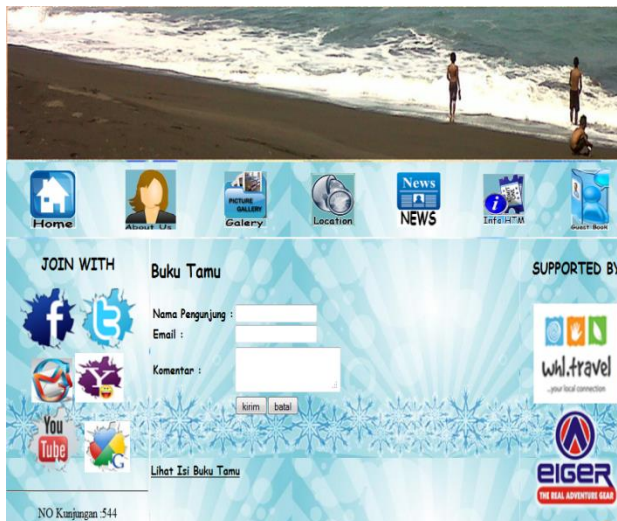 Home
About Us
PICTURE
GALLERY
Galery
Location
News
NEWS
i
Info HTM
Guest Book
JOIN WITH
f
t
You
Tube
G
NO Kunjungan :544
Buku Tamu
Nama Pengunjung :
Email :
Komentar :
kirim batal
Lihat Isi Buku Tamu
SUPPORTED BY
whl.travel
...your local connection
EIGER
THE REAL ADVENTURE GEAR